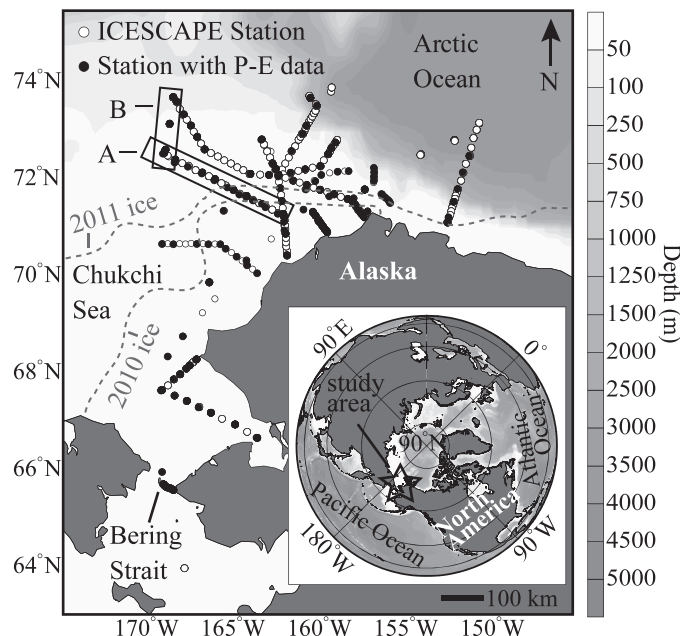 ICESCAPE Station
Station with P-E data
Arctic
Ocean
N
B
A
2011 ice
Chukchi
Sea
2010 ice
Alaska
Bering
Strait
74°N
72°N
70°N
68°N
66°N
64°N
170°W
165°W
160°W
155°W
150°W
50
100
250
500
750
1000
1250
1500
2000
2500
3000
3500
4000
4500
5000
Depth (m)
90°E
0°
study
area
90°N
Atlantic
Ocean
North
America
Pacific Ocean
180°W
90°W
100 km